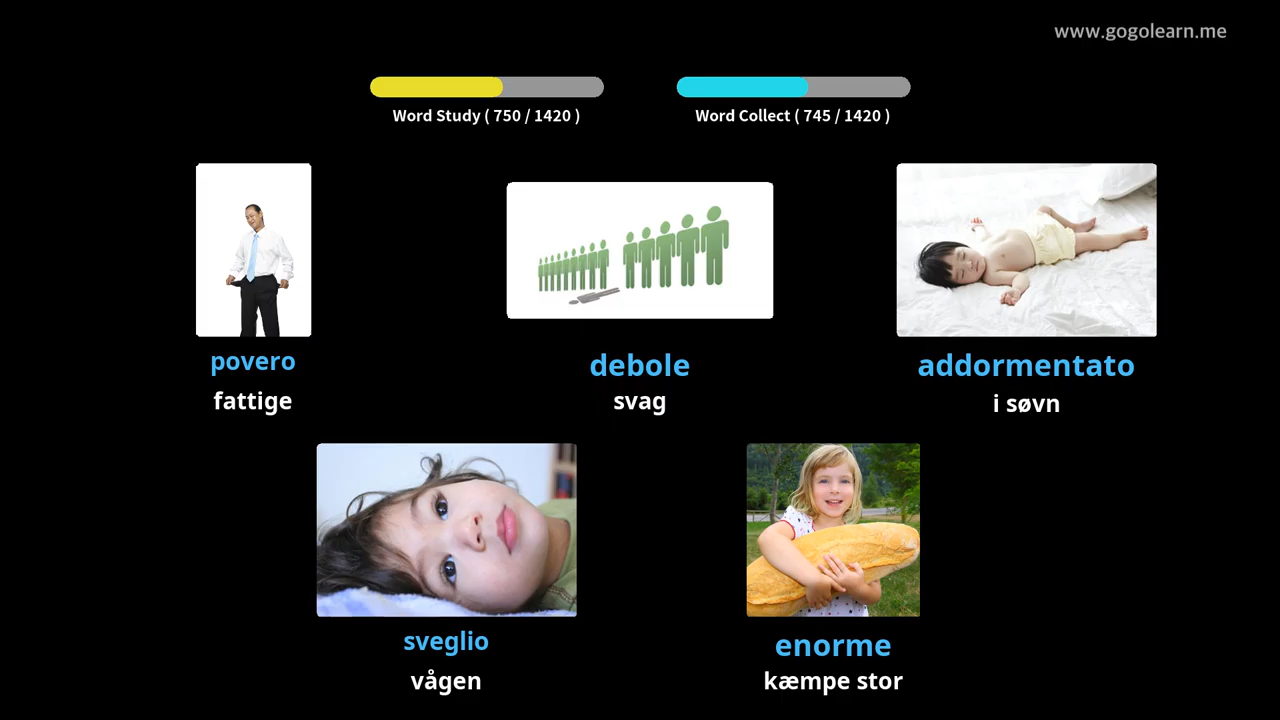 www.gogolearn.me
Word Study ( 750 / 1420 )
Word Collect ( 745 / 1420 )
povero
fattige
debole
svag
addormentato
i søvn
sveglio
vågen
enorme
kæmpe stor